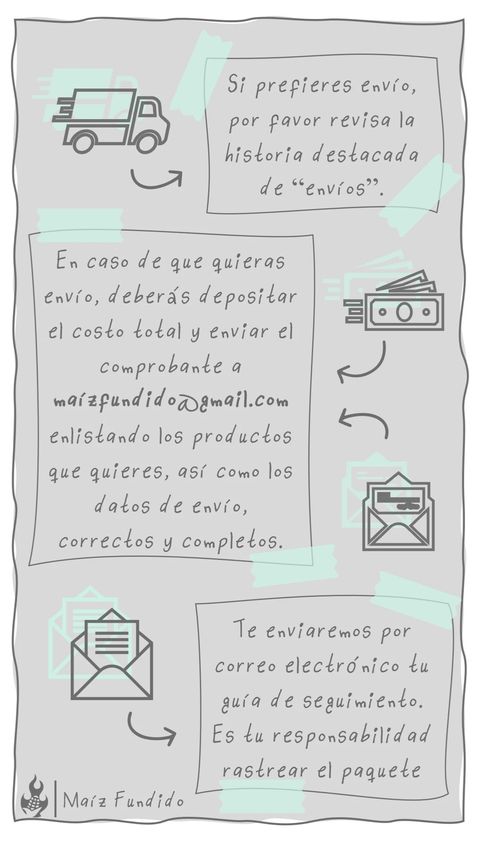 Si prefieres envío,
por favor revisa la
historia destacada
de “envíos”.
En caso de que quieras
envío, deberás depositar
el costo total y enviar el
comprobante a
maízfundido@gmail.com
enlistando los productos
que quieres, así como los
datos de envío,
correctos y completos.
Te enviaremos por
correo electrónico tu
guía de seguimiento.
Es tu responsabilidad
rastrear el paquete
Maíz Fundido